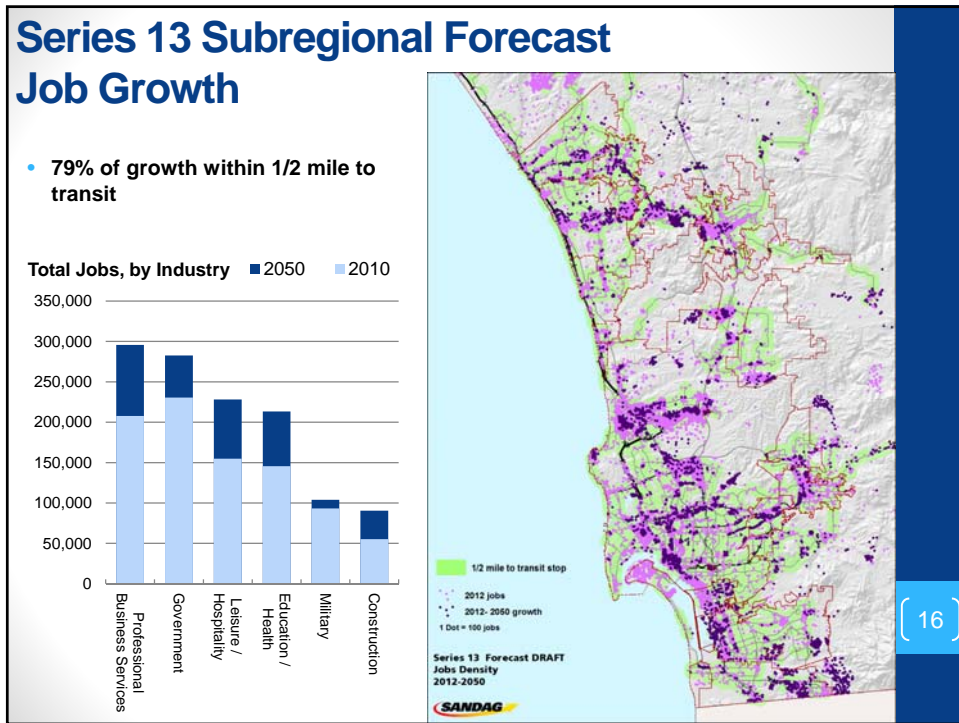 Series 13 Subregional Forecast
Job Growth
• 79% of growth within 1/2 mile to
transit
Total Jobs, by Industry 2050 2010
350,000
300,000
250,000
200,000
150,000
100,000
50,000
0
Professional
Business Services
Government
Leisure /
Hospitality
Education /
Health
Military
Construction
1/2 mile to transit stop
2012 jobs
2012- 2050 growth
1 Dot = 100 jobs
Series 13 Forecast DRAFT
Jobs Density
2012-2050
SANDAG
16